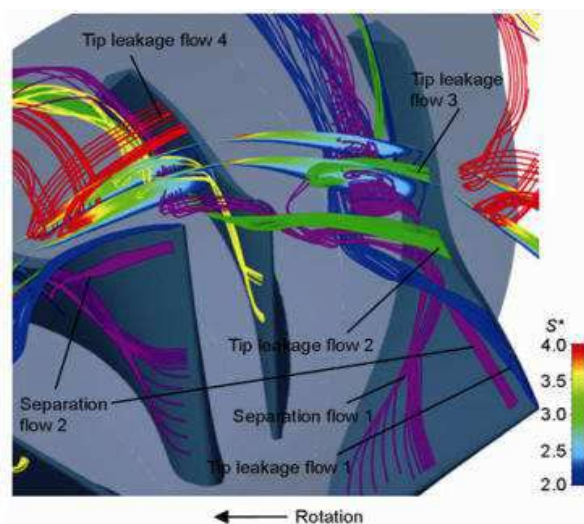 Tip leakage flow 4
Tip leakage
flow 3
S*
4.0
3.5
Tip leakage flow 2
3.0
Separation
flow 2
Separation flow 1
2.5
Tip leakage flow 1
2.0
Rotation